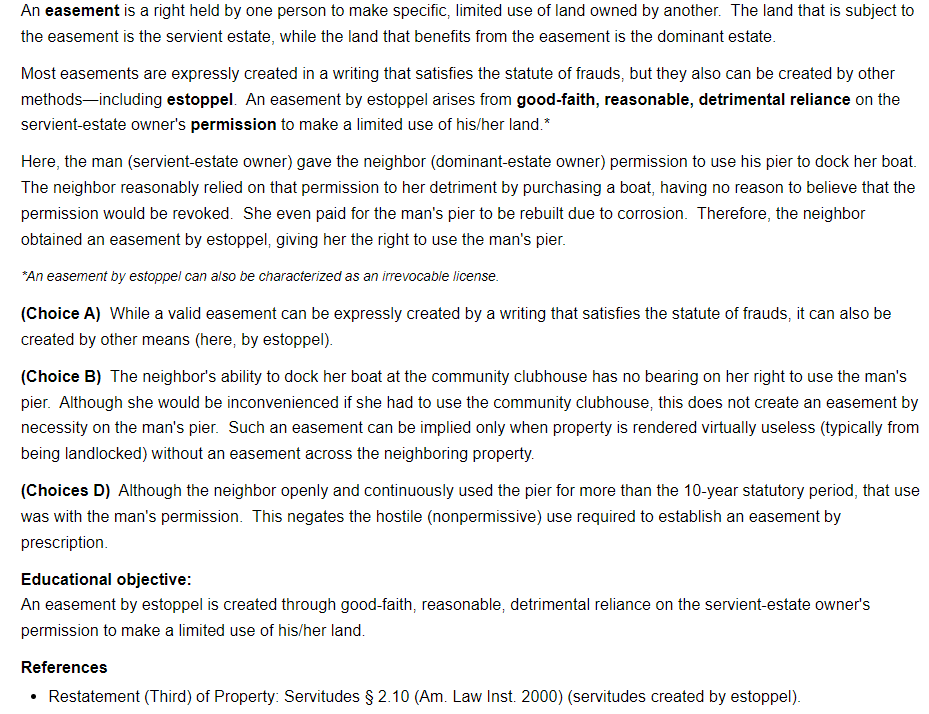 An easement is a right held by one person to make specific, limited use of land owned by another.  The land that is subject to
the easement is the servient estate, while the land that benefits from the easement is the dominant estate.
Most easements are expressly created in a writing that satisfies the statute of frauds, but they also can be created by other
methods—including estoppel.  An easement by estoppel arises from good-faith, reasonable, detrimental reliance on the
servient-estate owner's permission to make a limited use of his/her land.*
Here, the man (servient-estate owner) gave the neighbor (dominant-estate owner) permission to use his pier to dock her boat.
The neighbor reasonably relied on that permission to her detriment by purchasing a boat, having no reason to believe that the
permission would be revoked.  She even paid for the man's pier to be rebuilt due to corrosion.  Therefore, the neighbor
obtained an easement by estoppel, giving her the right to use the man's pier.
*An easement by estoppel can also be characterized as an irrevocable license.
(Choice A)  While a valid easement can be expressly created by a writing that satisfies the statute of frauds, it can also be
created by other means (here, by estoppel).
(Choice B)  The neighbor's ability to dock her boat at the community clubhouse has no bearing on her right to use the man's
pier.  Although she would be inconvenienced if she had to use the community clubhouse, this does not create an easement by
necessity on the man's pier.  Such an easement can be implied only when property is rendered virtually useless (typically from
being landlocked) without an easement across the neighboring property.
(Choices D)  Although the neighbor openly and continuously used the pier for more than the 10-year statutory period, that use
was with the man's permission.  This negates the hostile (nonpermissive) use required to establish an easement by
prescription.
Educational objective:
An easement by estoppel is created through good-faith, reasonable, detrimental reliance on the servient-estate owner's
permission to make a limited use of his/her land.
References
• Restatement (Third) of Property: Servitudes § 2.10 (Am. Law Inst. 2000) (servitudes created by estoppel).